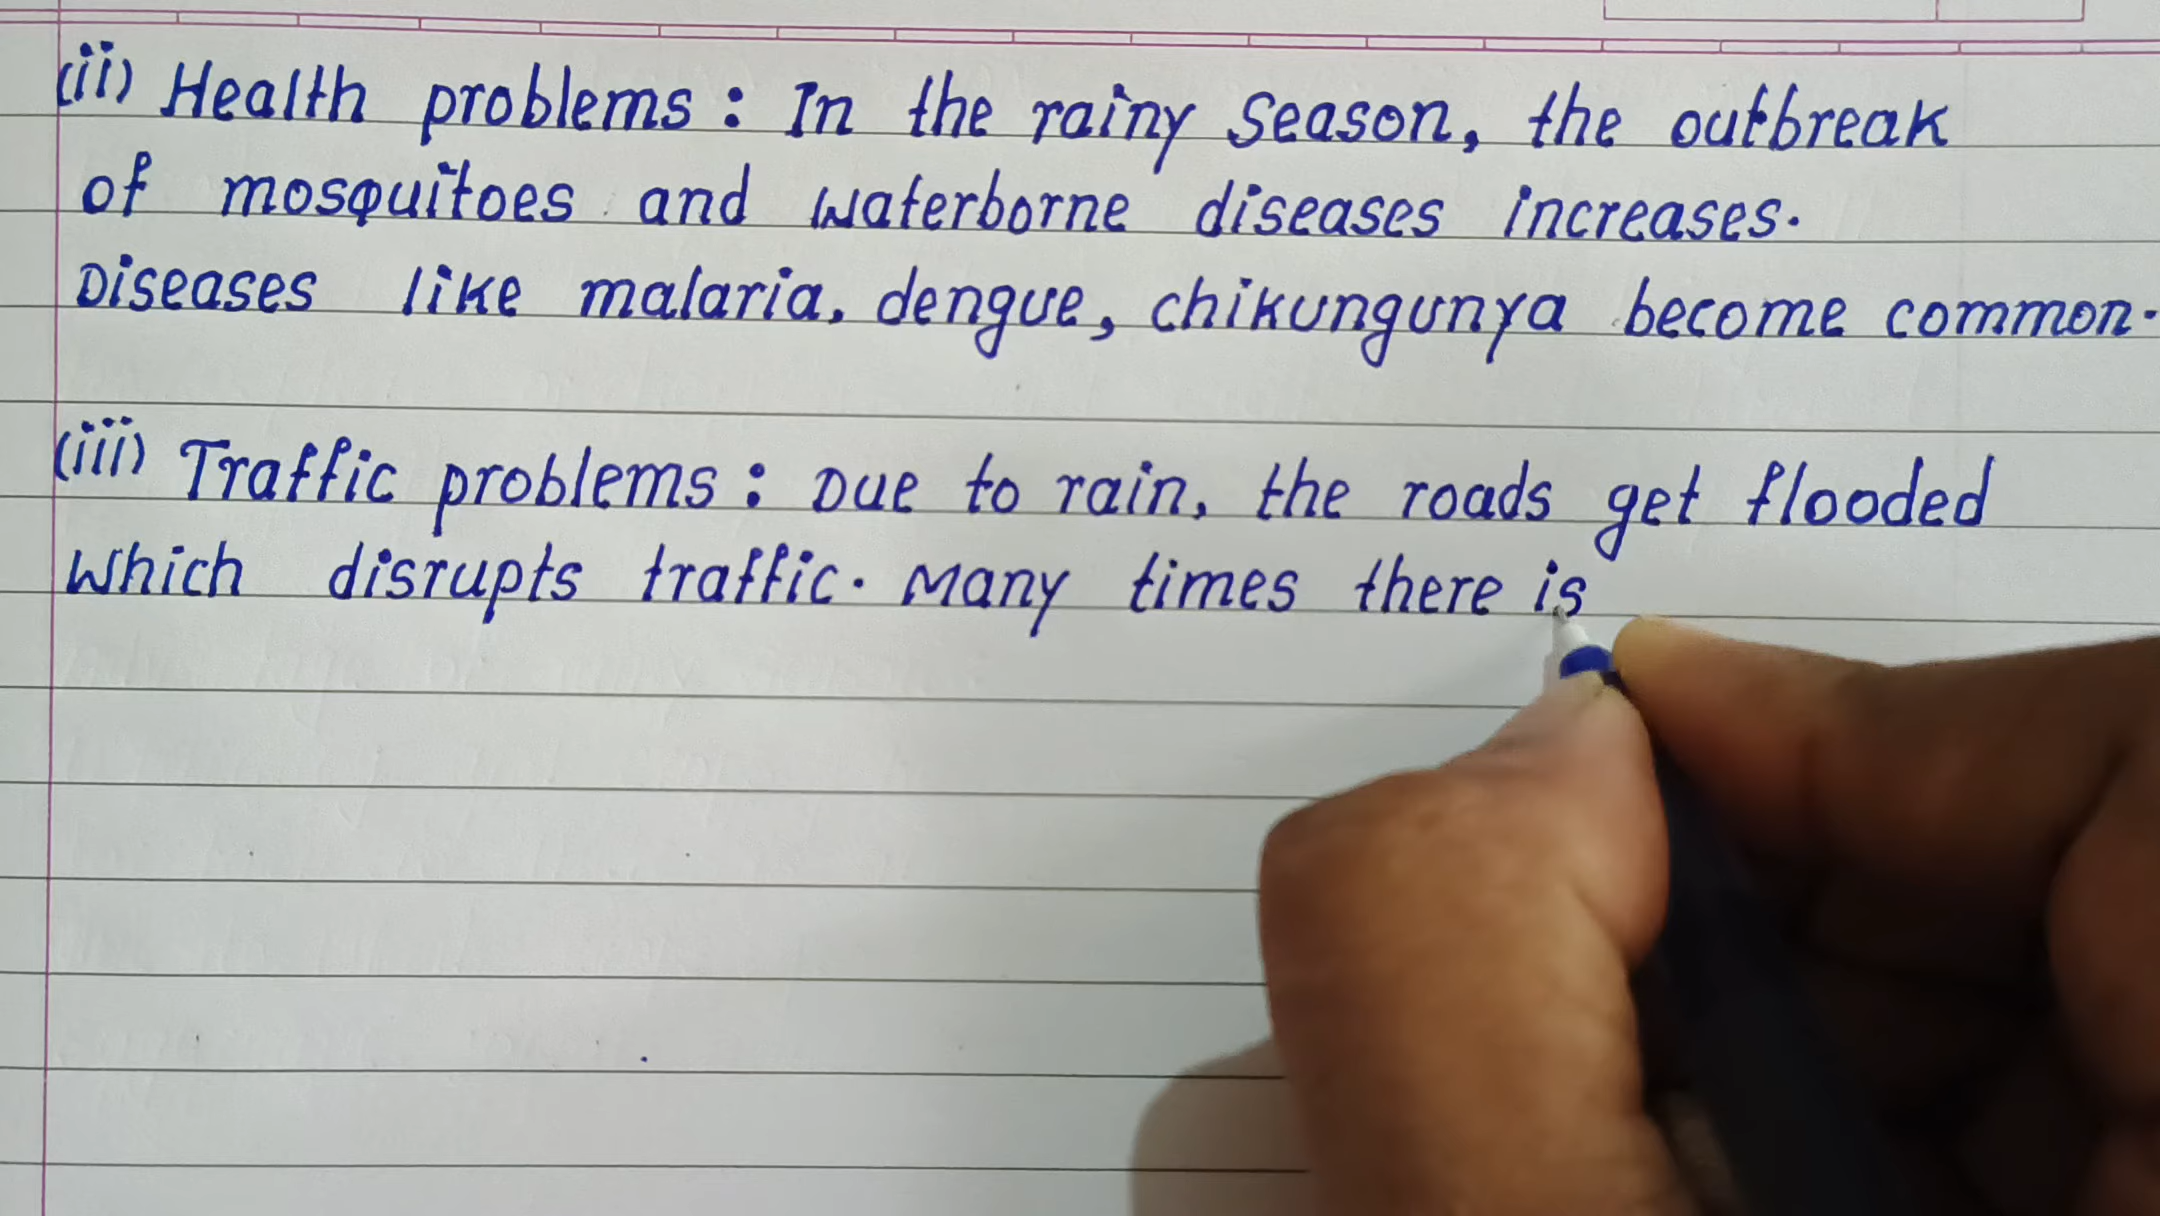 (ii) Health problems : In the rainy season, the outbreak
of mosquitoes and waterborne diseases increases.
Diseases like malaria, dengue, chikungunya become common.
(iii) Traffic problems : Due to rain, the roads get flooded
which disrupts traffic. Many times there is